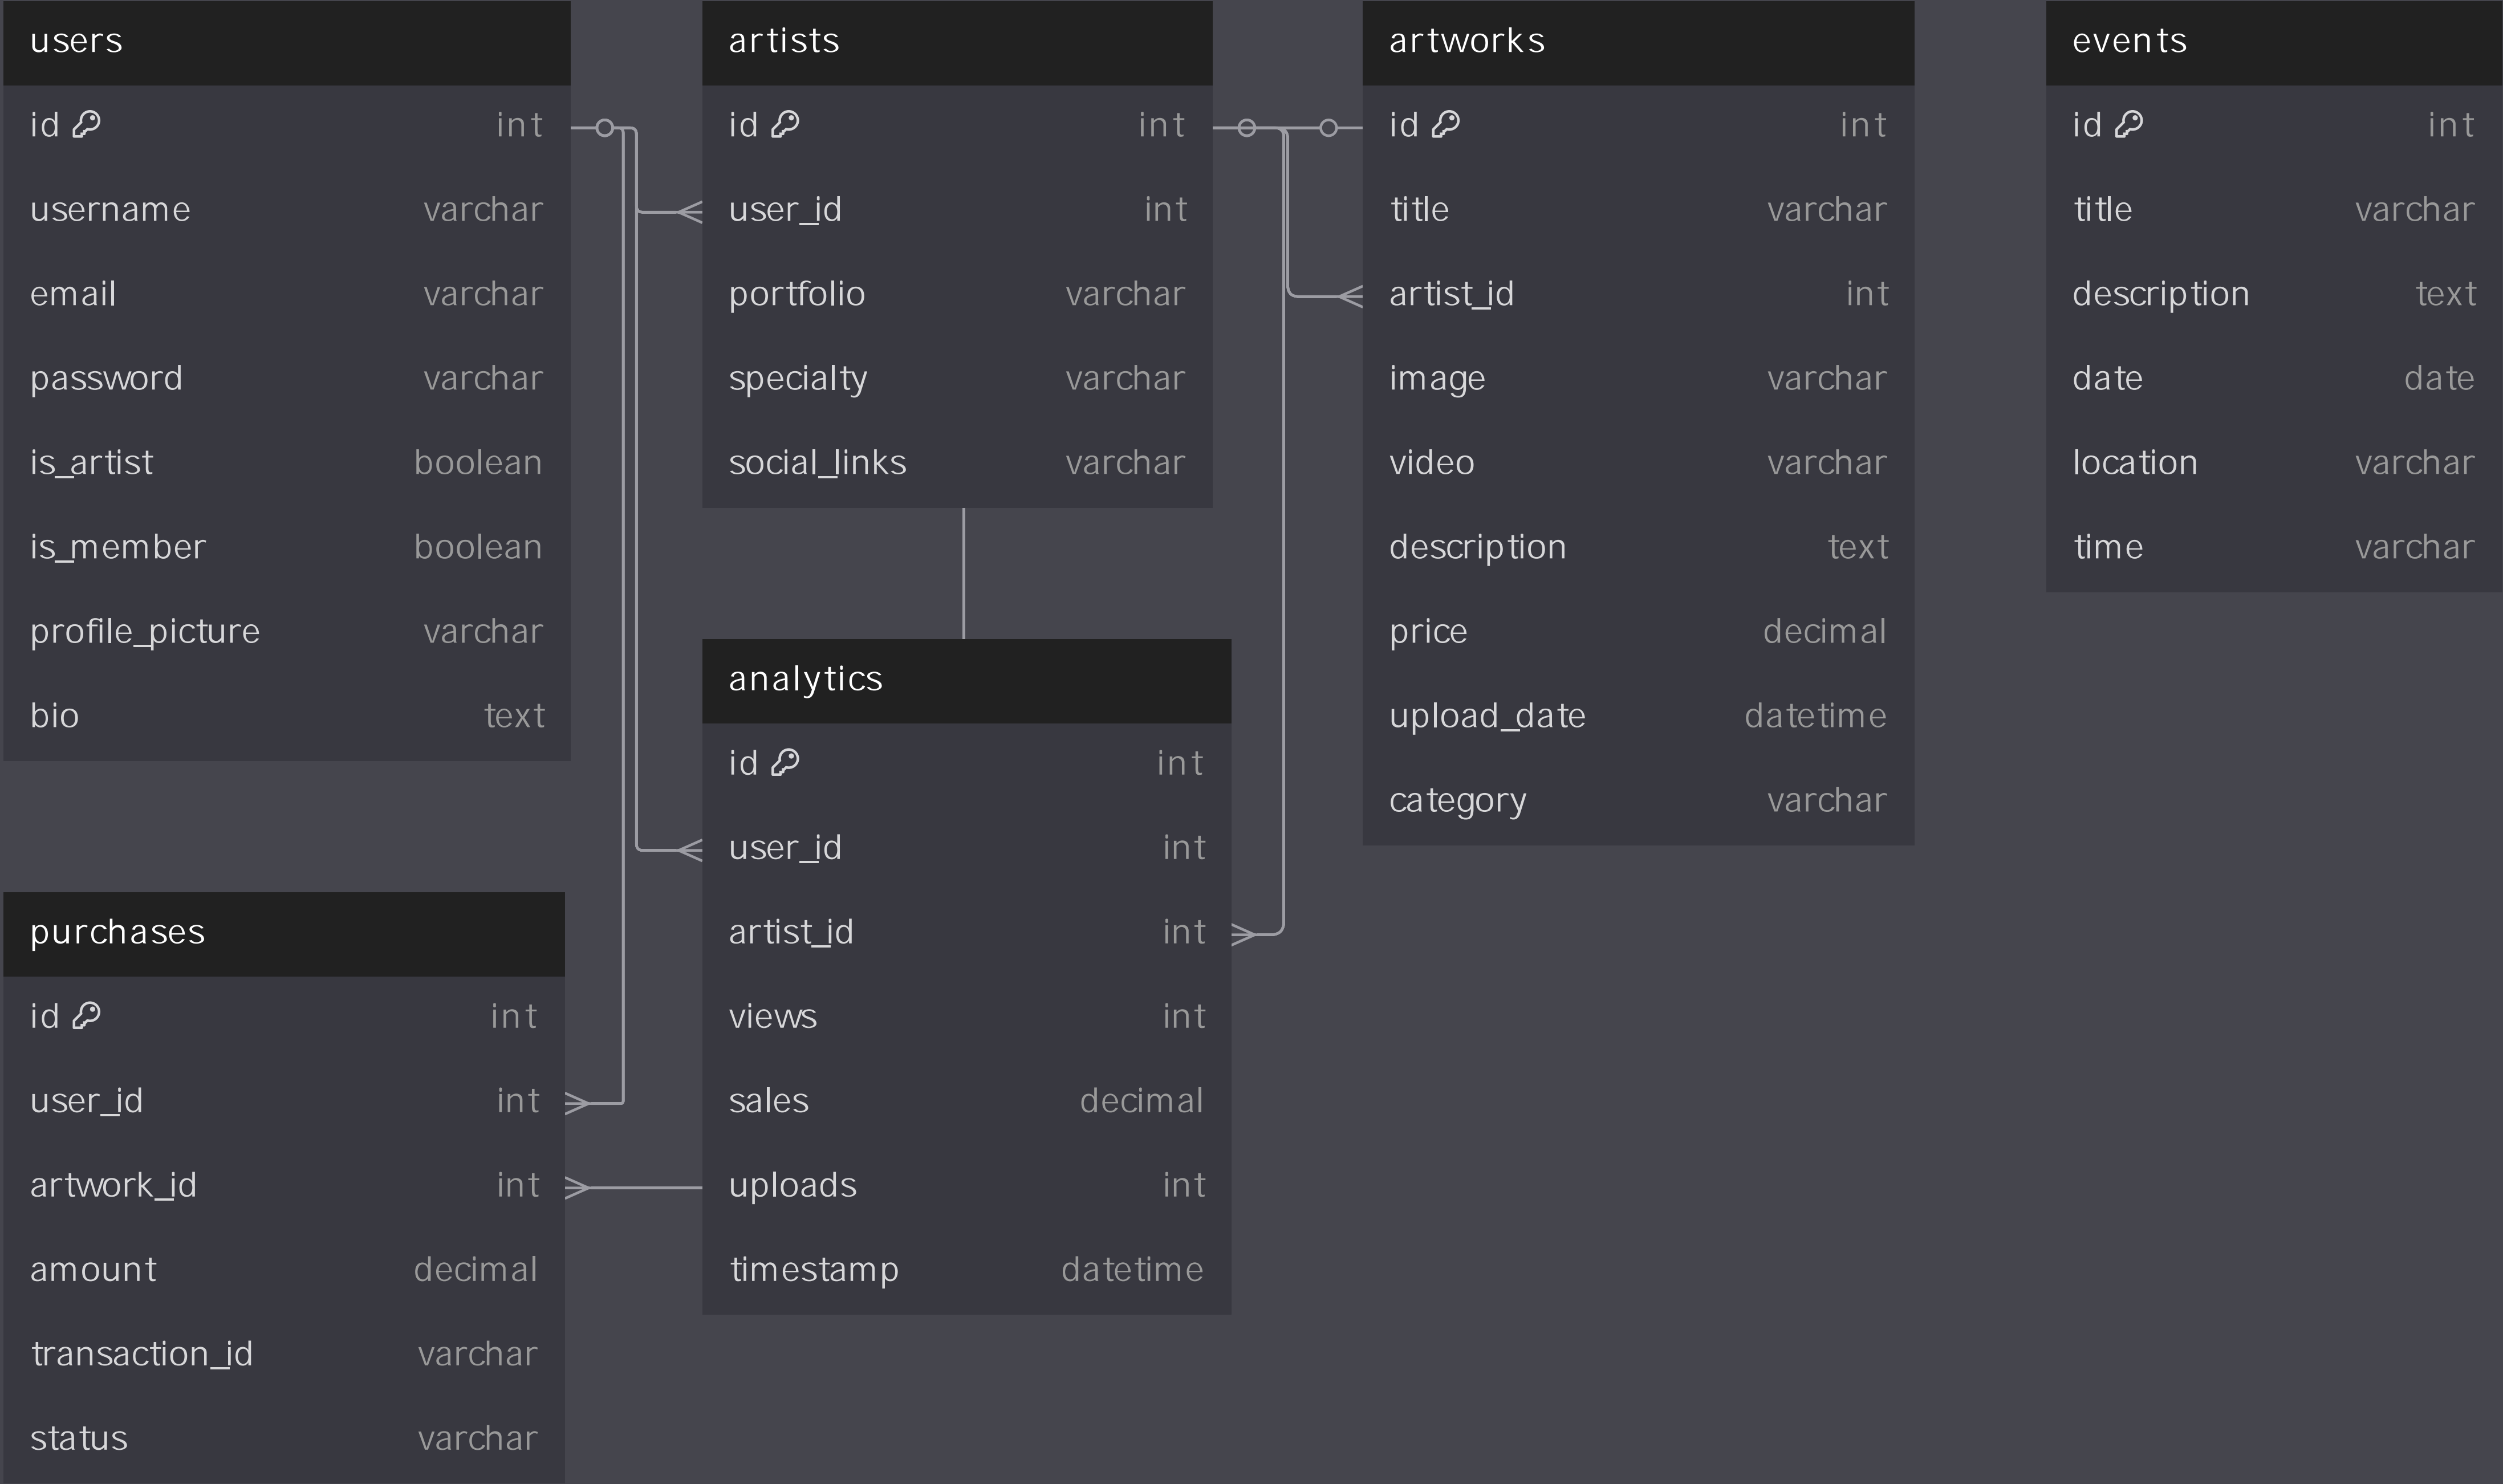 users
id int
username varchar
email varchar
password varchar
is_artist boolean
is_member boolean
profile_picture varchar
bio text
artists
id int
user_id int
portfolio varchar
specialty varchar
social_links varchar
artworks
id int
title varchar
artist_id int
image varchar
video varchar
description text
price decimal
upload_date datetime
category varchar
events
id int
title varchar
description text
date date
location varchar
time varchar
analytics
id int
user_id int
artist_id int
views int
sales decimal
uploads int
timestamp datetime
purchases
id int
user_id int
artwork_id int
amount decimal
transaction_id varchar
status varchar